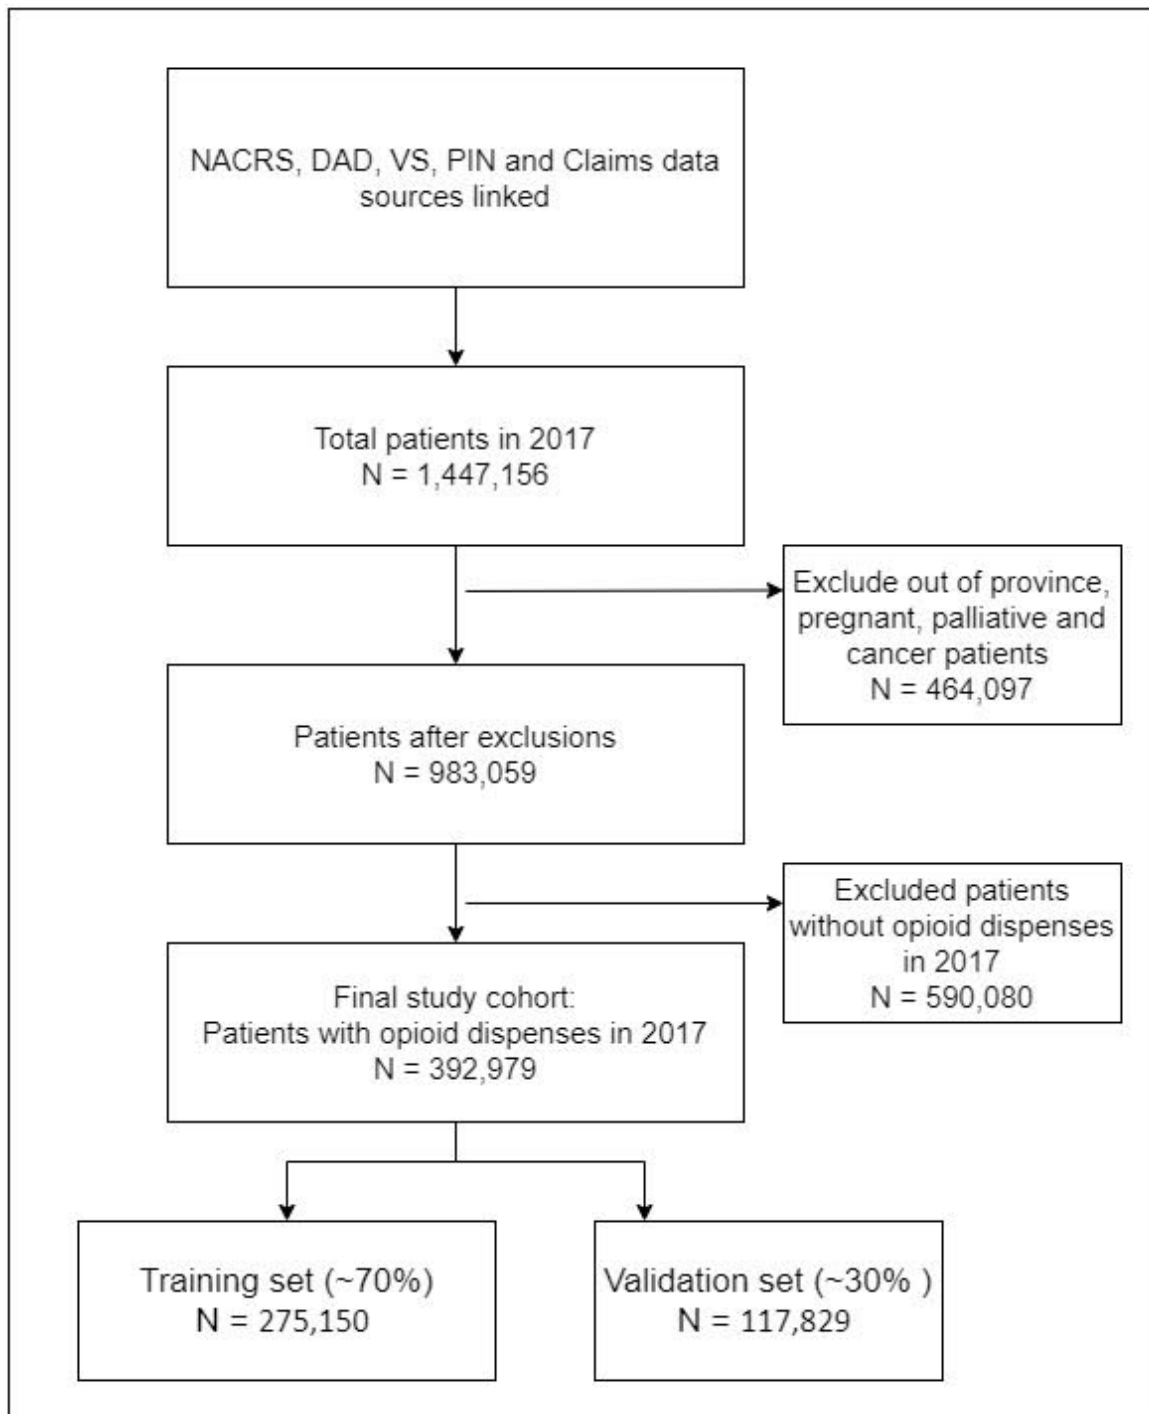 NACRS, DAD, VS, PIN and Claims data
sources linked
Total patients in 2017
N = 1,447,156
Exclude out of province,
pregnant, palliative and
cancer patients
N = 464,097
Patients after exclusions
N = 983,059
Excluded patients
without opioid dispenses
in 2017
N = 590,080
Final study cohort:
Patients with opioid dispenses in 2017
N = 392,979
Training set (~70%)
N = 275,150
Validation set (~30% )
N = 117,829